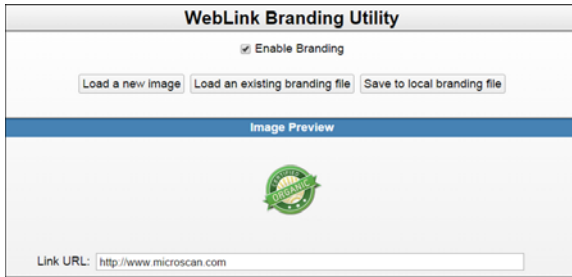 WebLink Branding Utility
Enable Branding
Load a new image Load an existing branding file Save to local branding file
Image Preview
CERTIFIED
ORGANIC
Link URL: http://www.microscan.com